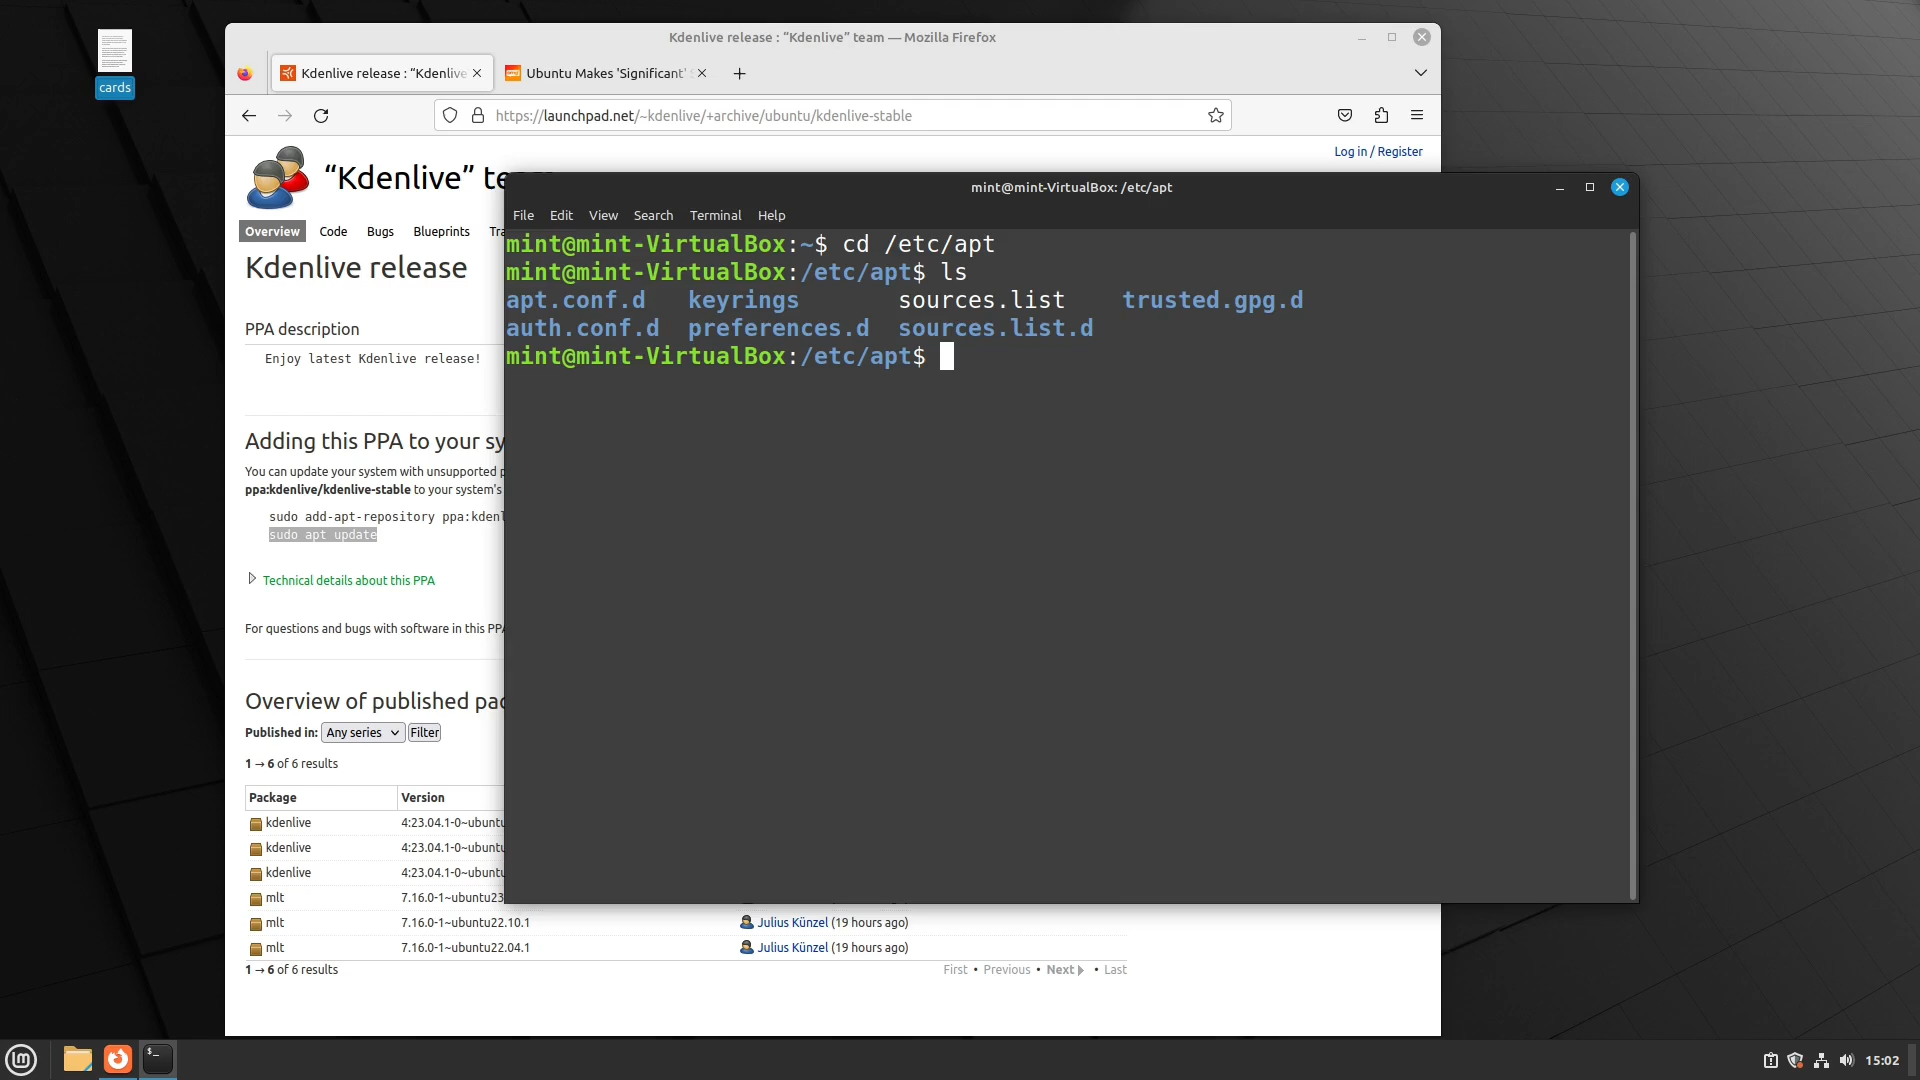 cards
Kdenlive release : “Kdenlive” team — Mozilla Firefox
Kdenlive release : “Kdenlive
Ubuntu Makes 'Significant'
https://launchpad.net/~kdenlive/+archive/ubuntu/kdenlive-stable
Log in / Register
“Kdenlive”
Overview Code Bugs Blueprints
Kdenlive release
PPA description
Enjoy latest Kdenlive release!
Adding this PPA to your
You can update your system with unsupported
ppa:kdenlive/kdenlive-stable to your system's
sudo add-apt-repository
sudo apt update
Technical details about this PPA
For questions and bugs with software in this PPA
Overview of published
Published in: Any series Filter
1 → 6 of 6 results
Package Version
kdenlive 4:23.04.1-0~ubuntu
kdenlive 4:23.04.1-0~ubuntu
kdenlive 4:23.04.1-0~ubuntu
mlt 7.16.0-1~ubuntu23
mlt 7.16.0-1~ubuntu22.10.1 Julius Künzel (19 hours ago)
mlt 7.16.0-1~ubuntu22.04.1 Julius Künzel (19 hours ago)
1 → 6 of 6 results First • Previous • Next • Last
mint@mint-VirtualBox: /etc/apt
File Edit View Search Terminal Help
mint@mint-VirtualBox:~$ cd /etc/apt
mint@mint-VirtualBox:/etc/apt$ ls
apt.conf.d keyrings sources.list trusted.gpg.d
auth.conf.d preferences.d sources.list.d
mint@mint-VirtualBox:/etc/apt$
15:02